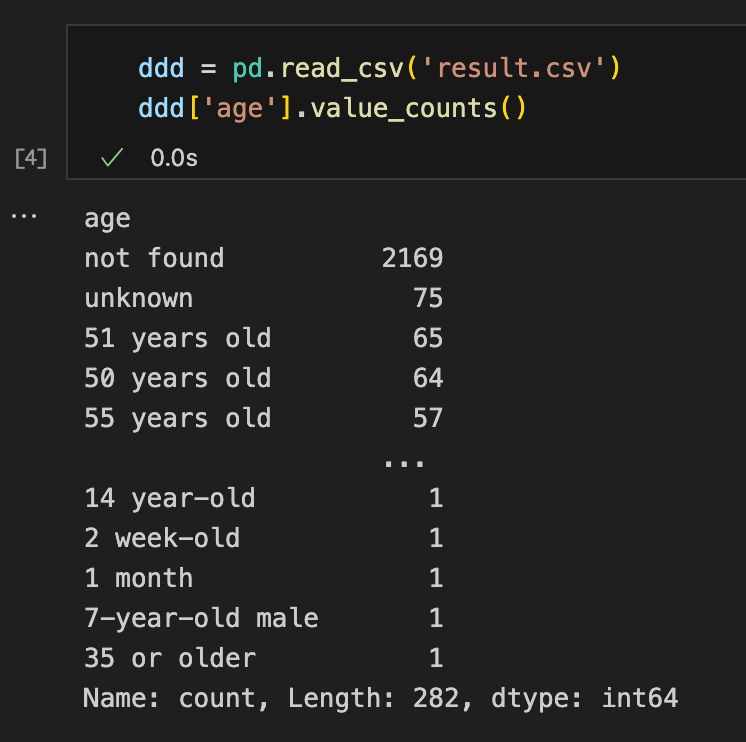 ddd = pd.read_csv('result.csv')
ddd['age'].value_counts()
[4] ✓ 0.0s
... age
not found 2169
unknown 75
51 years old 65
50 years old 64
55 years old 57
...
14 year-old 1
2 week-old 1
1 month 1
7-year-old male 1
35 or older 1
Name: count, Length: 282, dtype: int64